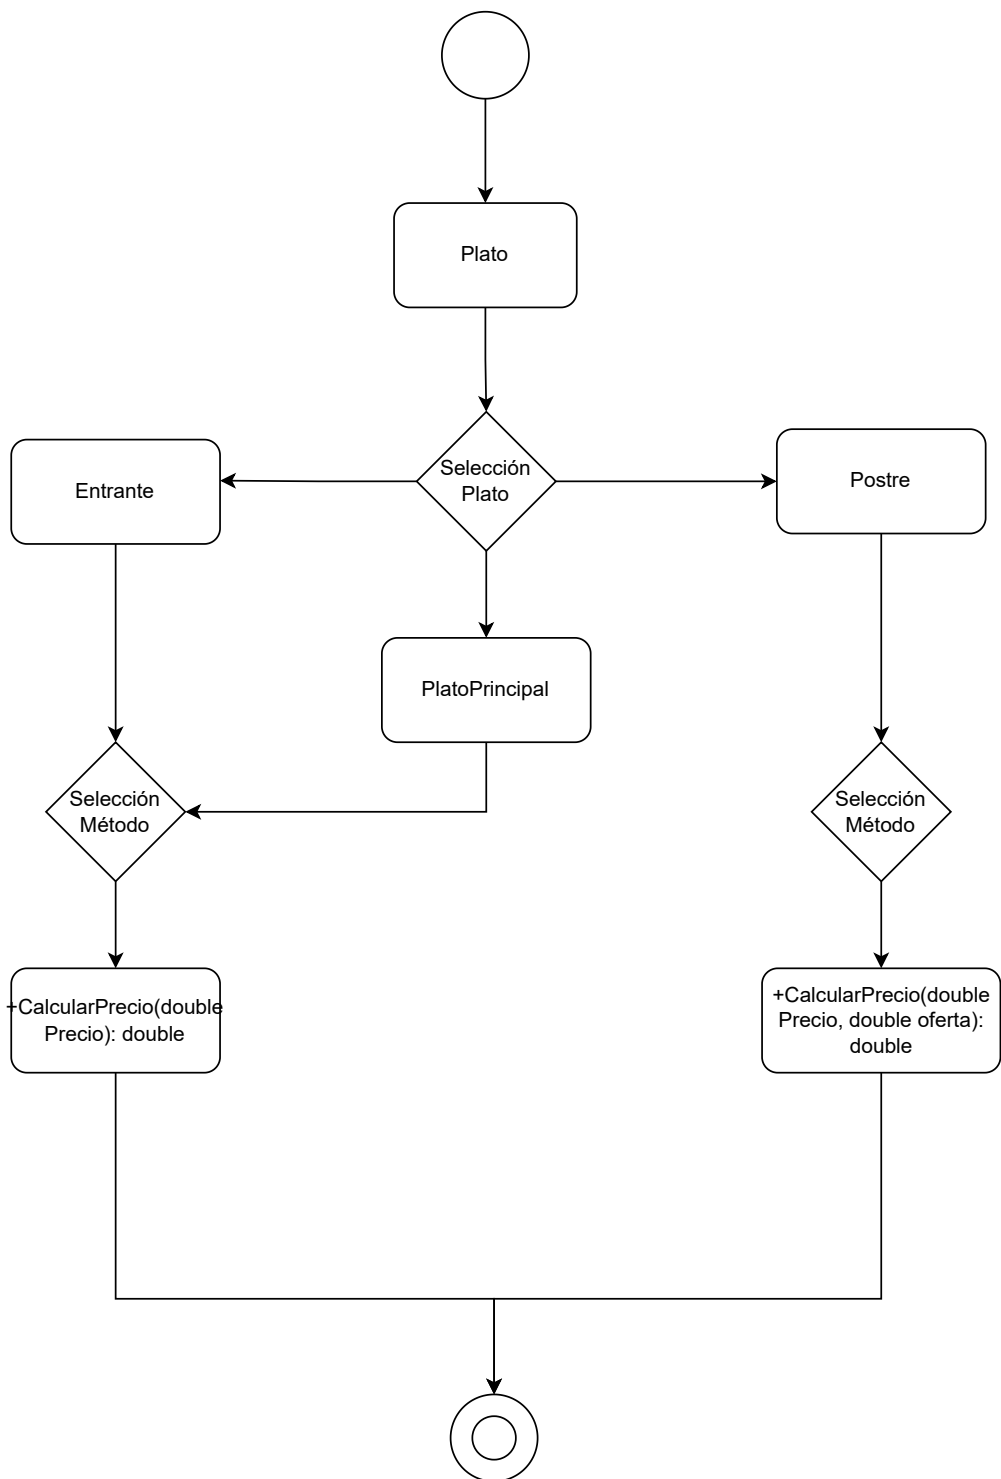 Plato
Selección
Plato
Entrante
Postre
PlatoPrincipal
Selección
Método
Selección
Método
+CalcularPrecio(double
Precio): double
+CalcularPrecio(double
Precio, double oferta):
double